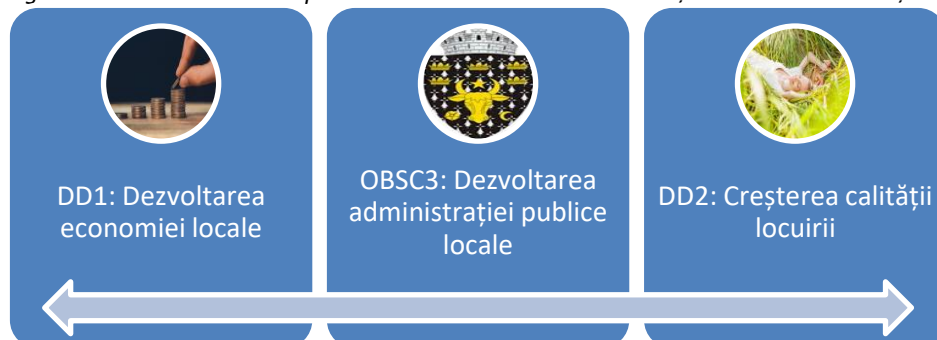 DD1: Dezvoltarea
economiei locale
OBSC3: Dezvoltarea
administrației publice
locale
DD2: Creșterea calității
locuirii